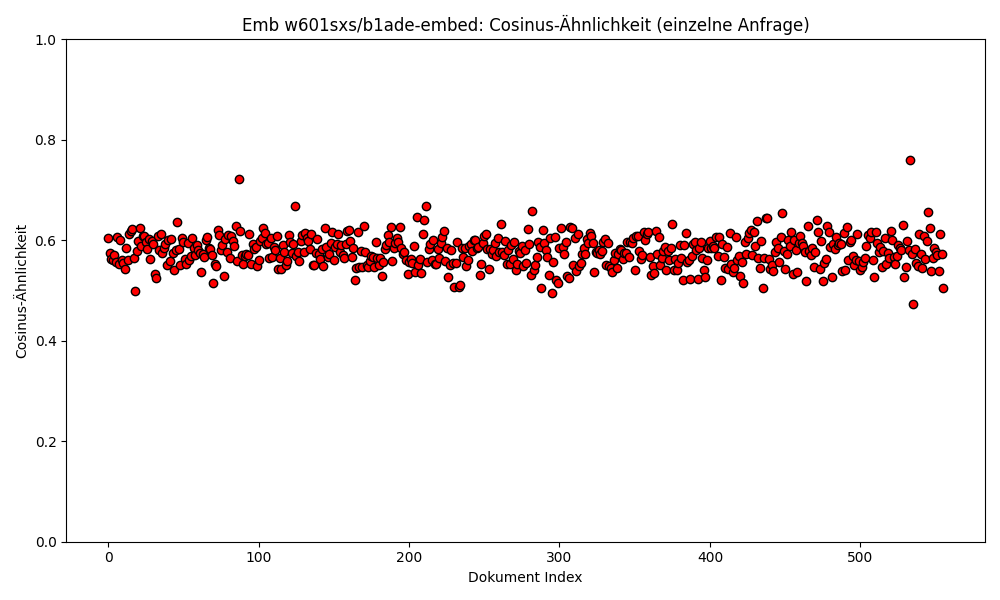 Emb w601sxs/b1ade-embed: Cosinus-Ähnlichkeit (einzelne Anfrage)
1.0
0.8
0.6
0.4
0.2
0.0
Cosinus-Ähnlichkeit
0 100 200 300 400 500
Dokument Index